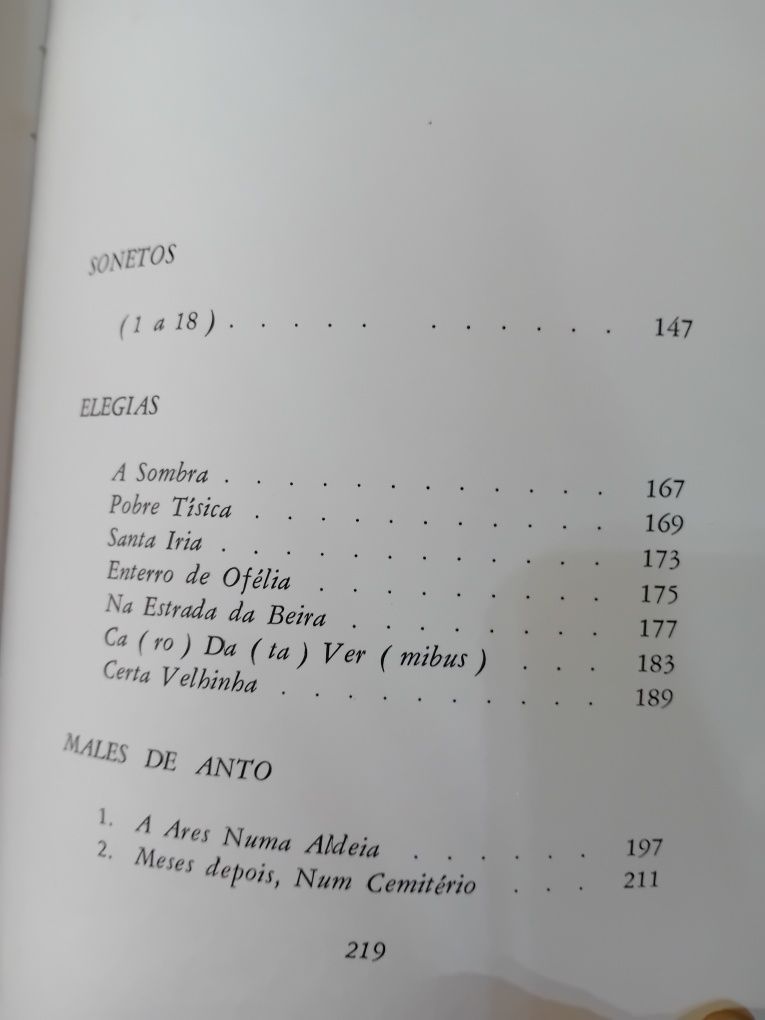 SONETOS
(1 a 18) . . . . . . . . . . . 147
ELEGIAS
A Sombra . . . . . . . . . . . . 167
Pobre Tísica . . . . . . . . . . . 169
Santa Iria . . . . . . . . . . . . 173
Enterro de Ofélia . . . . . . . . . 175
Na Estrada da Beira . . . . . . . . 177
Ca ( ro ) Da ( ta ) Ver ( mibus ) . . . 183
Certa Velhinha . . . . . . . . . . 189
MALES DE ANTO
1. A Ares Numa Aldeia . . . . . . 197
2. Meses depois, Num Cemitério . . . 211
219